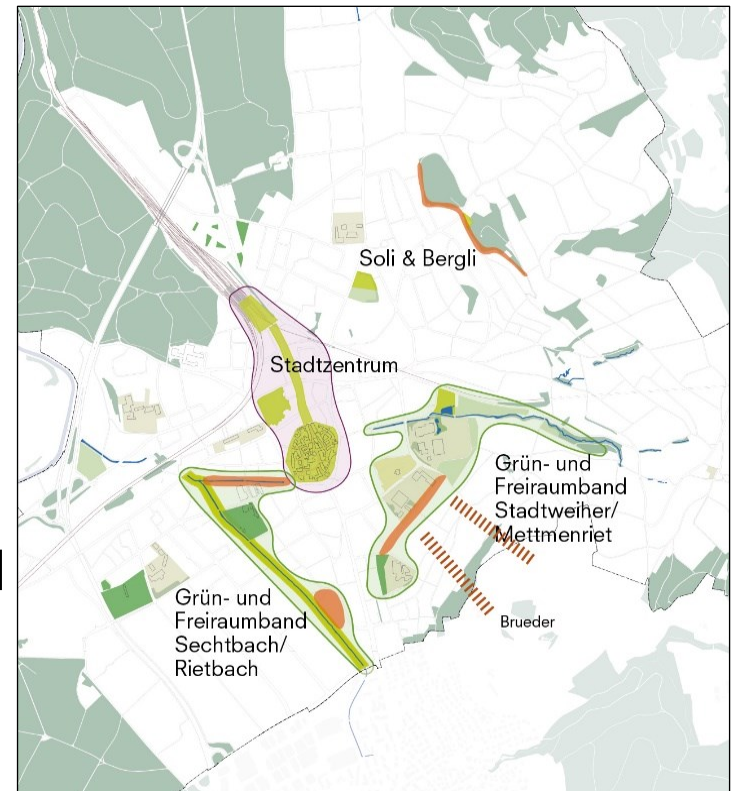 Soli & Bergli
Stadtzentrum
Grün- und
Freiraumband
Stadtweiher/
Mettmenriet
Grün- und
Freiraumband
Sechtbach/
Rietbach
Brueder